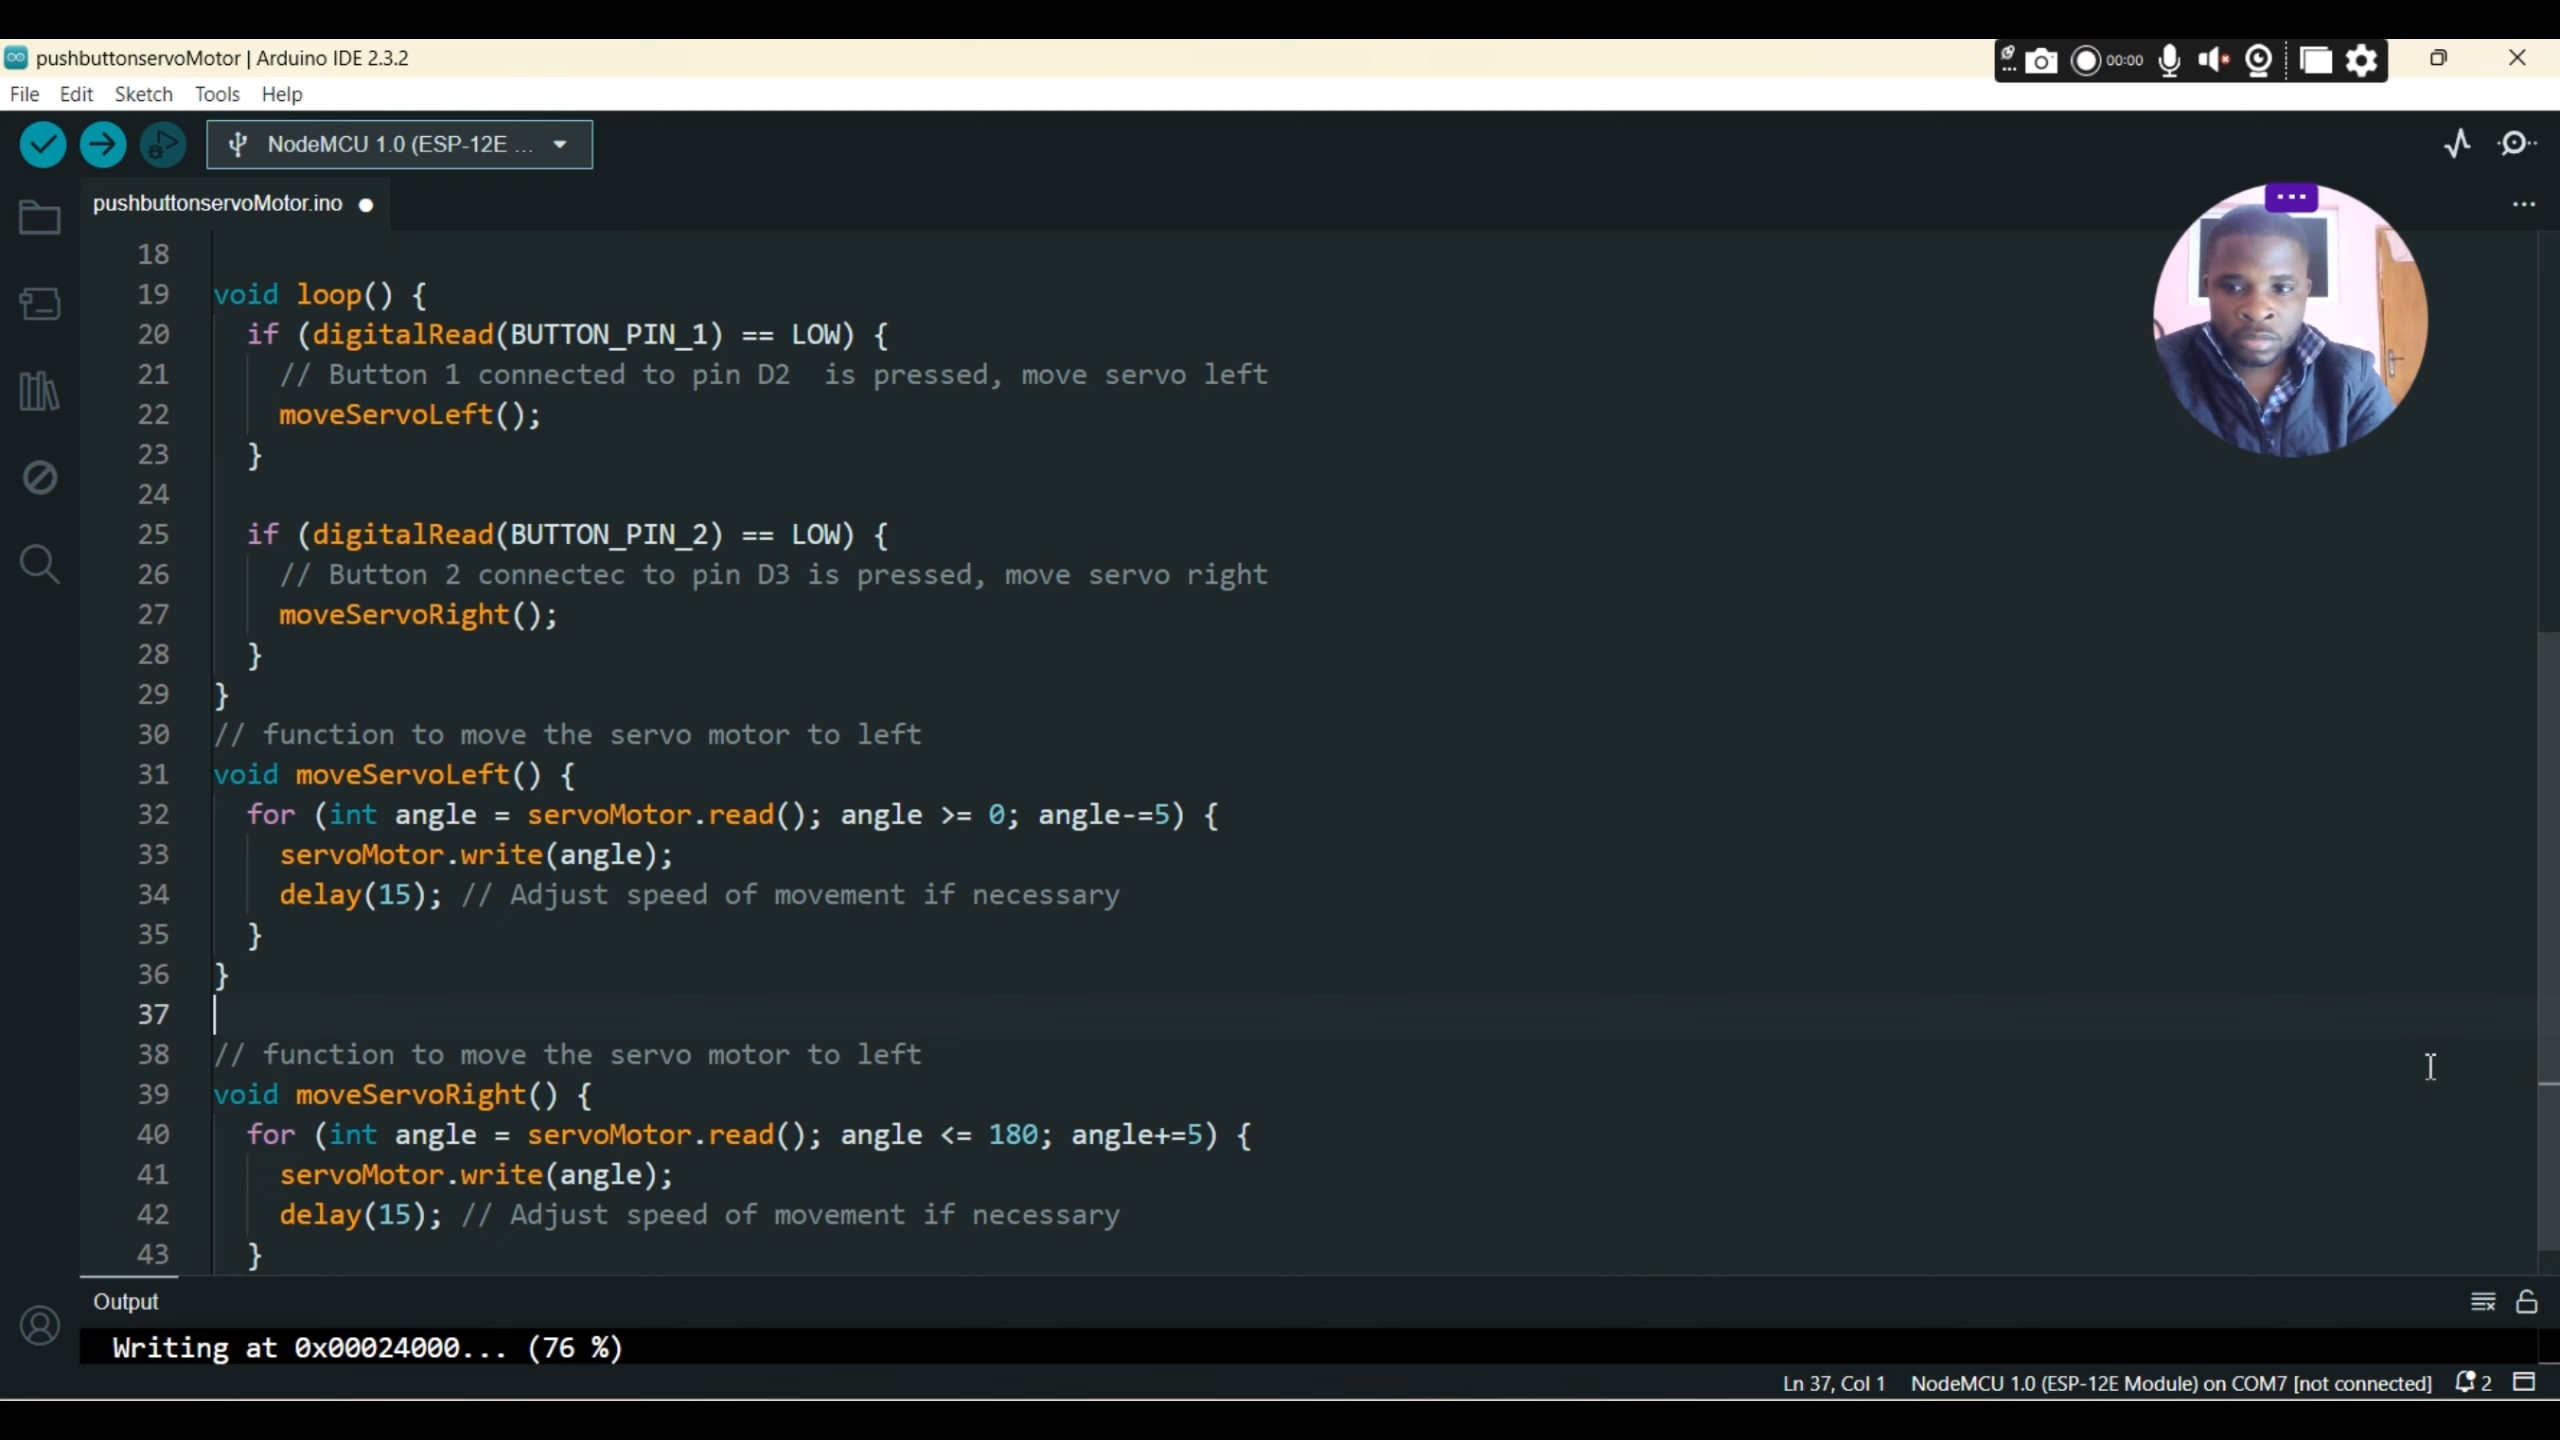 pushbuttonservoMotor | Arduino IDE 2.3.2
00:00
File Edit Sketch Tools Help
NodeMCU 1.0 (ESP-12E ...
pushbuttonservoMotor.ino
18
19 void loop() {
20 if (digitalRead(BUTTON_PIN_1) == LOW) {
21 // Button 1 connected to pin D2  is pressed, move servo left
22 moveServoLeft();
23 }
24
25 if (digitalRead(BUTTON_PIN_2) == LOW) {
26 // Button 2 connectec to pin D3 is pressed, move servo right
27 moveServoRight();
28 }
29 }
30 // function to move the servo motor to left
31 void moveServoLeft() {
32 for (int angle = servoMotor.read(); angle >= 0; angle-=5) {
33 servoMotor.write(angle);
34 delay(15); // Adjust speed of movement if necessary
35 }
36 }
37
38 // function to move the servo motor to left
39 void moveServoRight() {
40 for (int angle = servoMotor.read(); angle <= 180; angle+=5) {
41 servoMotor.write(angle);
42 delay(15); // Adjust speed of movement if necessary
43 }
Output
Writing at 0x00024000... (76 %)
Ln 37, Col 1 NodeMCU 1.0 (ESP-12E Module) on COM7 [not connected] 2